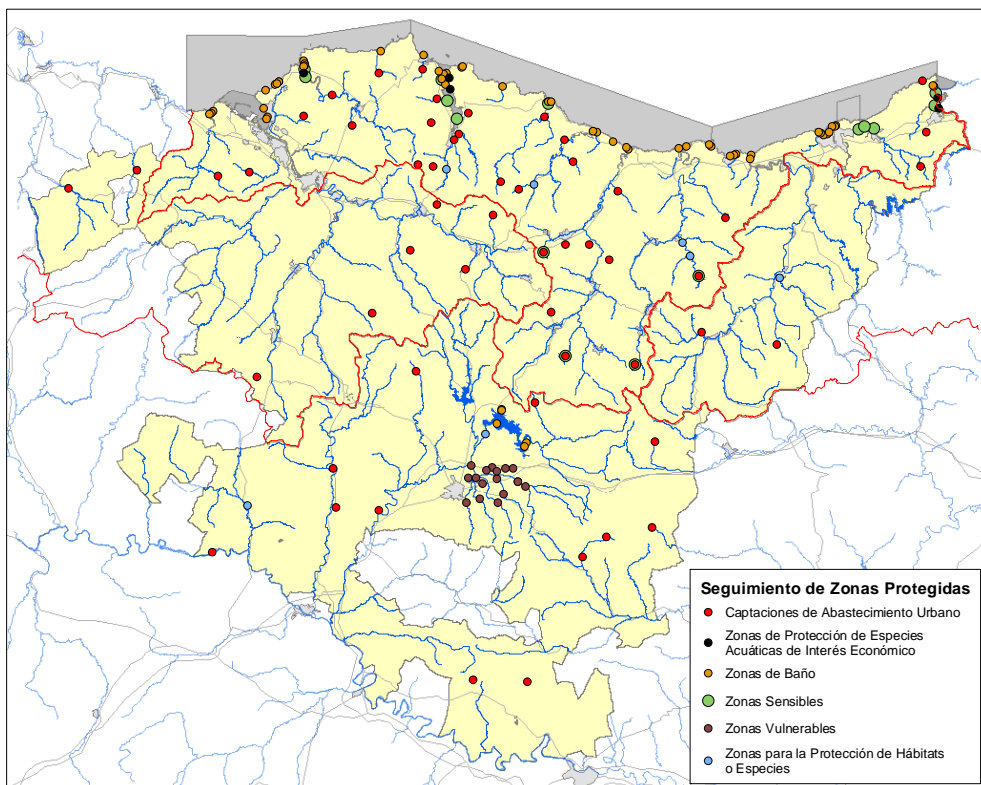 Seguimiento de Zonas Protegidas
Captaciones de Abastecimiento Urbano
Zonas de Protección de Especies
Acuáticas de Interés Económico
Zonas de Baño
Zonas Sensibles
Zonas Vulnerables
Zonas para la Protección de Hábitats
o Especies